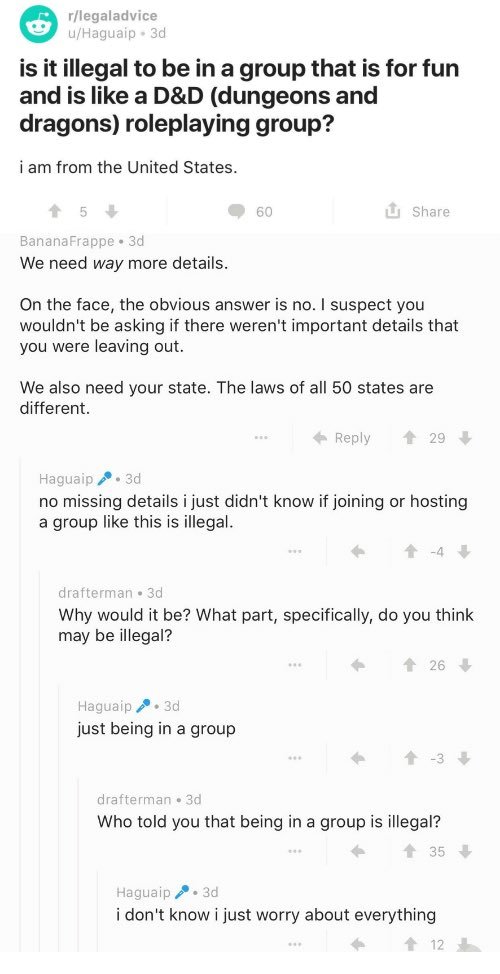 r/legaladvice
u/Haguaip • 3d
is it illegal to be in a group that is for fun
and is like a D&D (dungeons and
dragons) roleplaying group?
i am from the United States.
5
60
Share
BananaFrappe • 3d
We need way more details.
On the face, the obvious answer is no. I suspect you
wouldn't be asking if there weren't important details that
you were leaving out.
We also need your state. The laws of all 50 states are
different.
... Reply 29
Haguaip • 3d
no missing details i just didn't know if joining or hosting
a group like this is illegal.
... -4
drafterman • 3d
Why would it be? What part, specifically, do you think
may be illegal?
... 26
Haguaip • 3d
just being in a group
... -3
drafterman • 3d
Who told you that being in a group is illegal?
... 35
Haguaip • 3d
i don't know i just worry about everything
... 12